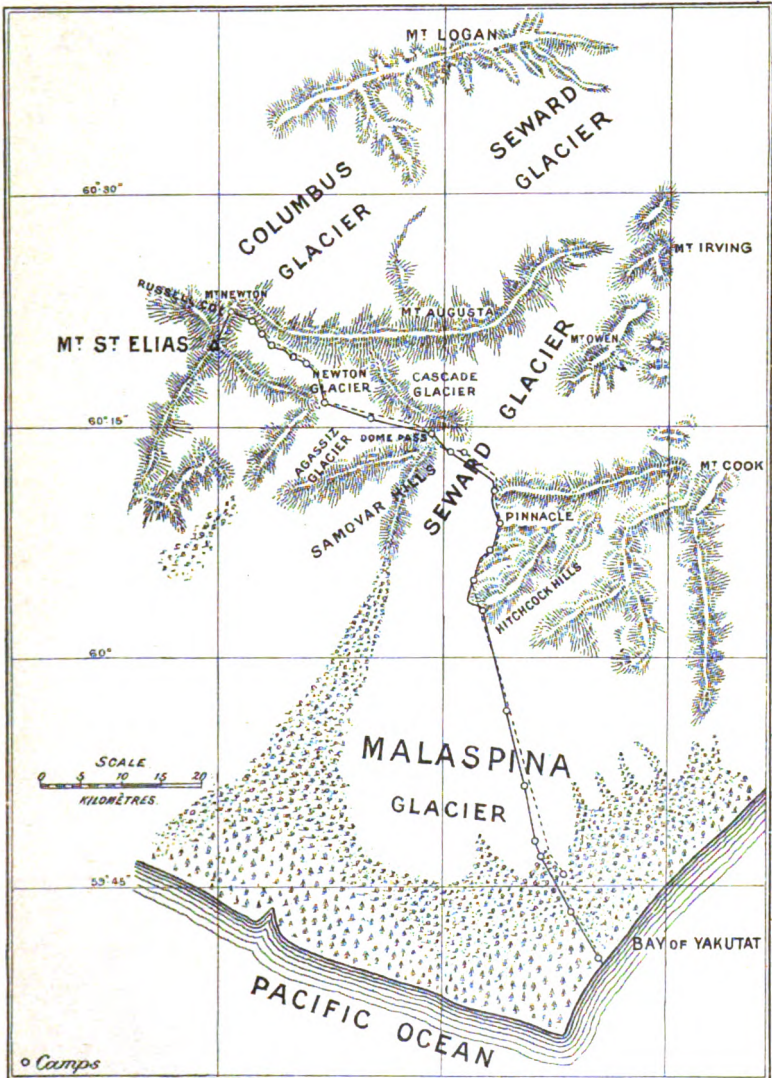 MT LOGAN
SEWARD
GLACIER
60°30'
COLUMBUS
GLACIER
MT IRVING
RUSSELL COL
MT NEWTON
MT AUGUSTA
MT ST ELIAS
MT OWEN
GLACIER
NEWTON
GLACIER
CASCADE
GLACIER
60°15'
DOME PASS
AGASSIZ
GLACIER
SEWARD
MT COOK
SAMOVAR HILLS
PINNACLE
HITCHCOCK HILLS
60°
MALASPINA
GLACIER
SCALE
0 5 10 15 20
KILOMÈTRES.
59°45'
BAY OF YAKUTAT
PACIFIC OCEAN
Camps